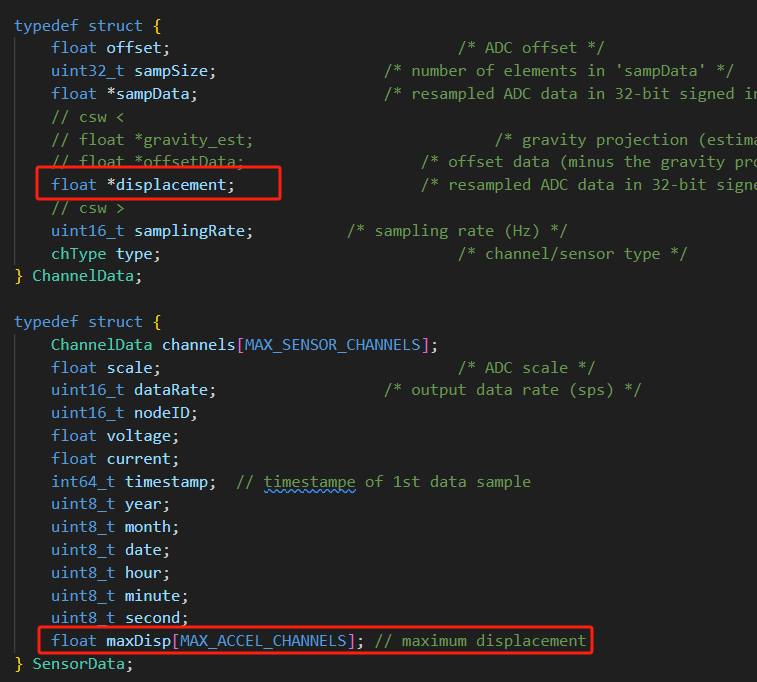 typedef struct {
float offset; /* ADC offset */
uint32_t sampSize; /* number of elements in 'sampData' */
float *sampData; /* resampled ADC data in 32-bit signed
// csw <
// float *gravity_est; /* gravity projection
// float *offsetData; /* offset data (minus the gravity
float *displacement; /* resampled ADC data in 32-bit
// csw >
uint16_t samplingRate; /* sampling rate (Hz) */
chType type; /* channel/sensor type */
} ChannelData;
typedef struct {
ChannelData channels[MAX_SENSOR_CHANNELS];
float scale; /* ADC scale */
uint16_t dataRate; /* output data rate (sps) */
uint16_t nodeID;
float voltage;
float current;
int64_t timestamp; // timestampe of 1st data sample
uint8_t year;
uint8_t month;
uint8_t date;
uint8_t hour;
uint8_t minute;
uint8_t second;
float maxDisp[MAX_ACCEL_CHANNELS]; // maximum displacement
} SensorData;